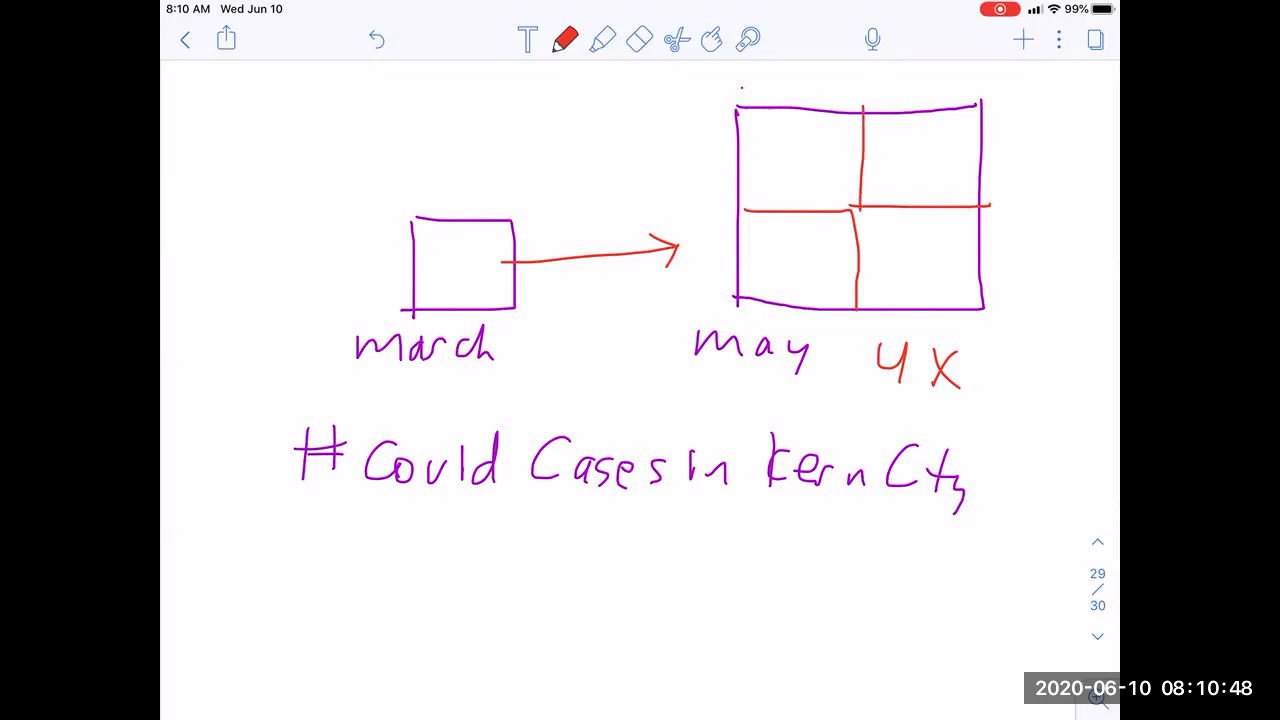 8:10 AM Wed Jun 10
99%
T
March
May 4X
# Covid Cases in Kern Cty
29
/
30
2020-06-10 08:10:48